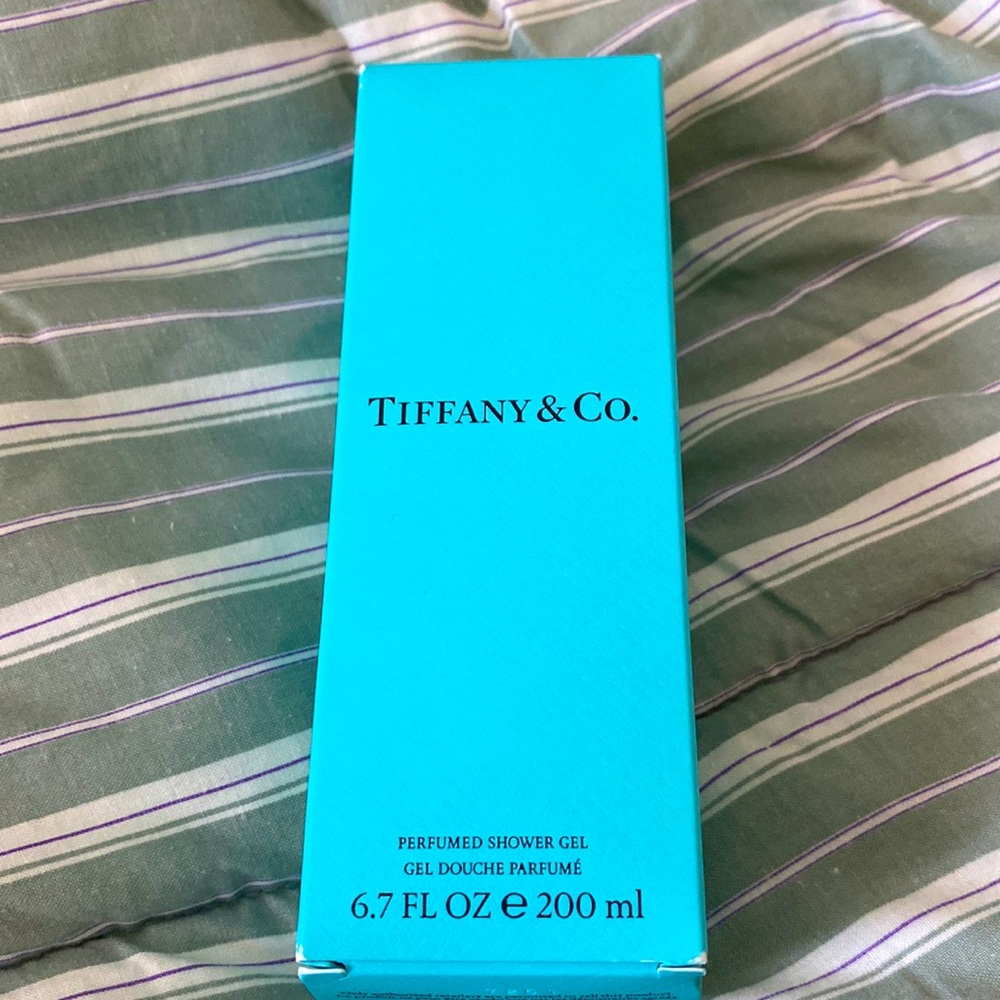 TIFFANY & CO.
PERFUMED SHOWER GEL
GEL DOUCHE PARFUMÉ
6.7 FL OZ e 200 ml